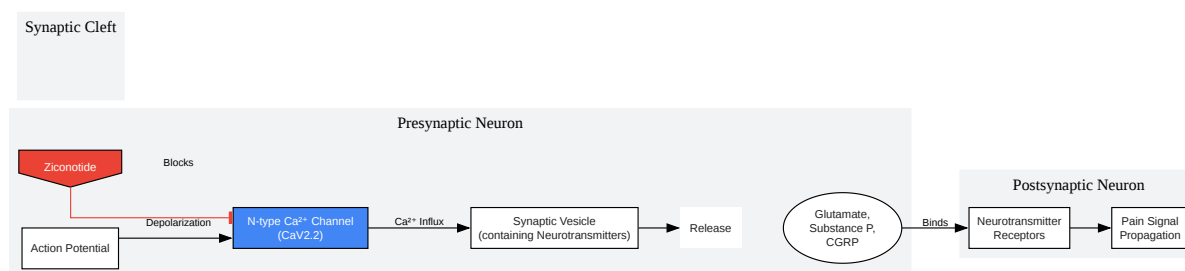 Synaptic Cleft
Presynaptic Neuron
Ziconotide
Blocks
Postsynaptic Neuron
Depolarization
N-type Ca²⁺ Channel
(CaV2.2)
Ca²⁺ Influx
Synaptic Vesicle
(containing Neurotransmitters)
Release
Glutamate,
Substance P,
CGRP
Binds
Neurotransmitter
Receptors
Pain Signal
Propagation
Action Potential